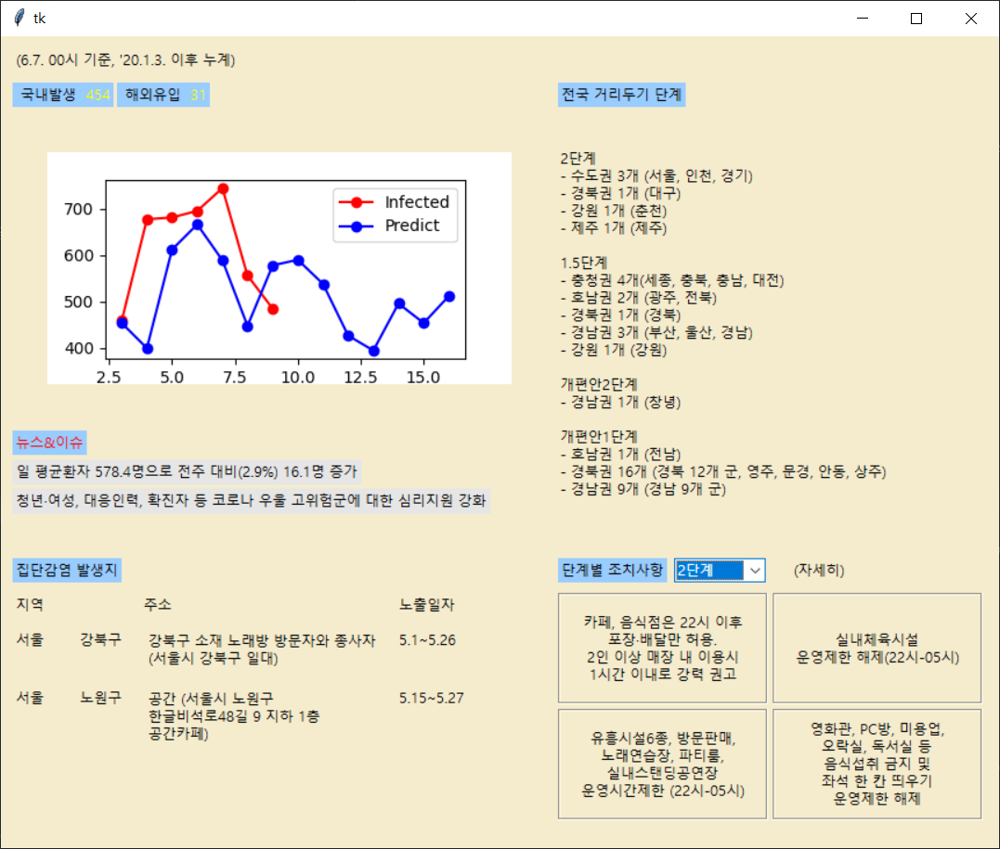 tk
(6.7. 00시 기준, '20.1.3. 이후 누계)
국내발생 454 해외유입 31
Infected
Predict
700
600
500
400
2.5 5.0 7.5 10.0 12.5 15.0
뉴스&이슈
일 평균환자 578.4명으로 전주 대비(2.9%) 16.1명 증가
청년·여성, 대응인력, 확진자 등 코로나 우울 고위험군에 대한 심리지원 강화
집단감염 발생지
지역 주소 노출일자
서울 강북구 강북구 소재 노래방 방문자와 종사자 5.1~5.26
(서울시 강북구 일대)
서울 노원구 공간 (서울시 노원구 5.15~5.27
한글비석로48길 9 지하 1층
공간카페)
전국 거리두기 단계
2단계
- 수도권 3개 (서울, 인천, 경기)
- 경북권 1개 (대구)
- 강원 1개 (춘천)
- 제주 1개 (제주)
1.5단계
- 충청권 4개(세종, 충북, 충남, 대전)
- 호남권 2개 (광주, 전북)
- 경북권 1개 (경북)
- 경남권 3개 (부산, 울산, 경남)
- 강원 1개 (강원)
개편안2단계
- 경남권 1개 (창녕)
개편안1단계
- 호남권 1개 (전남)
- 경북권 16개 (경북 12개 군, 영주, 문경, 안동, 상주)
- 경남권 9개 (경남 9개 군)
단계별 조치사항 2단계 (자세히)
카페, 음식점은 22시 이후
포장·배달만 허용.
2인 이상 매장 내 이용시
1시간 이내로 강력 권고
실내체육시설
운영제한 해제(22시-05시)
유흥시설6종, 방문판매,
노래연습장, 파티룸,
실내스탠딩공연장
운영시간제한 (22시-05시)
영화관, PC방, 미용업,
오락실, 독서실 등
음식섭취 금지 및
좌석 한 칸 띄우기
운영제한 해제